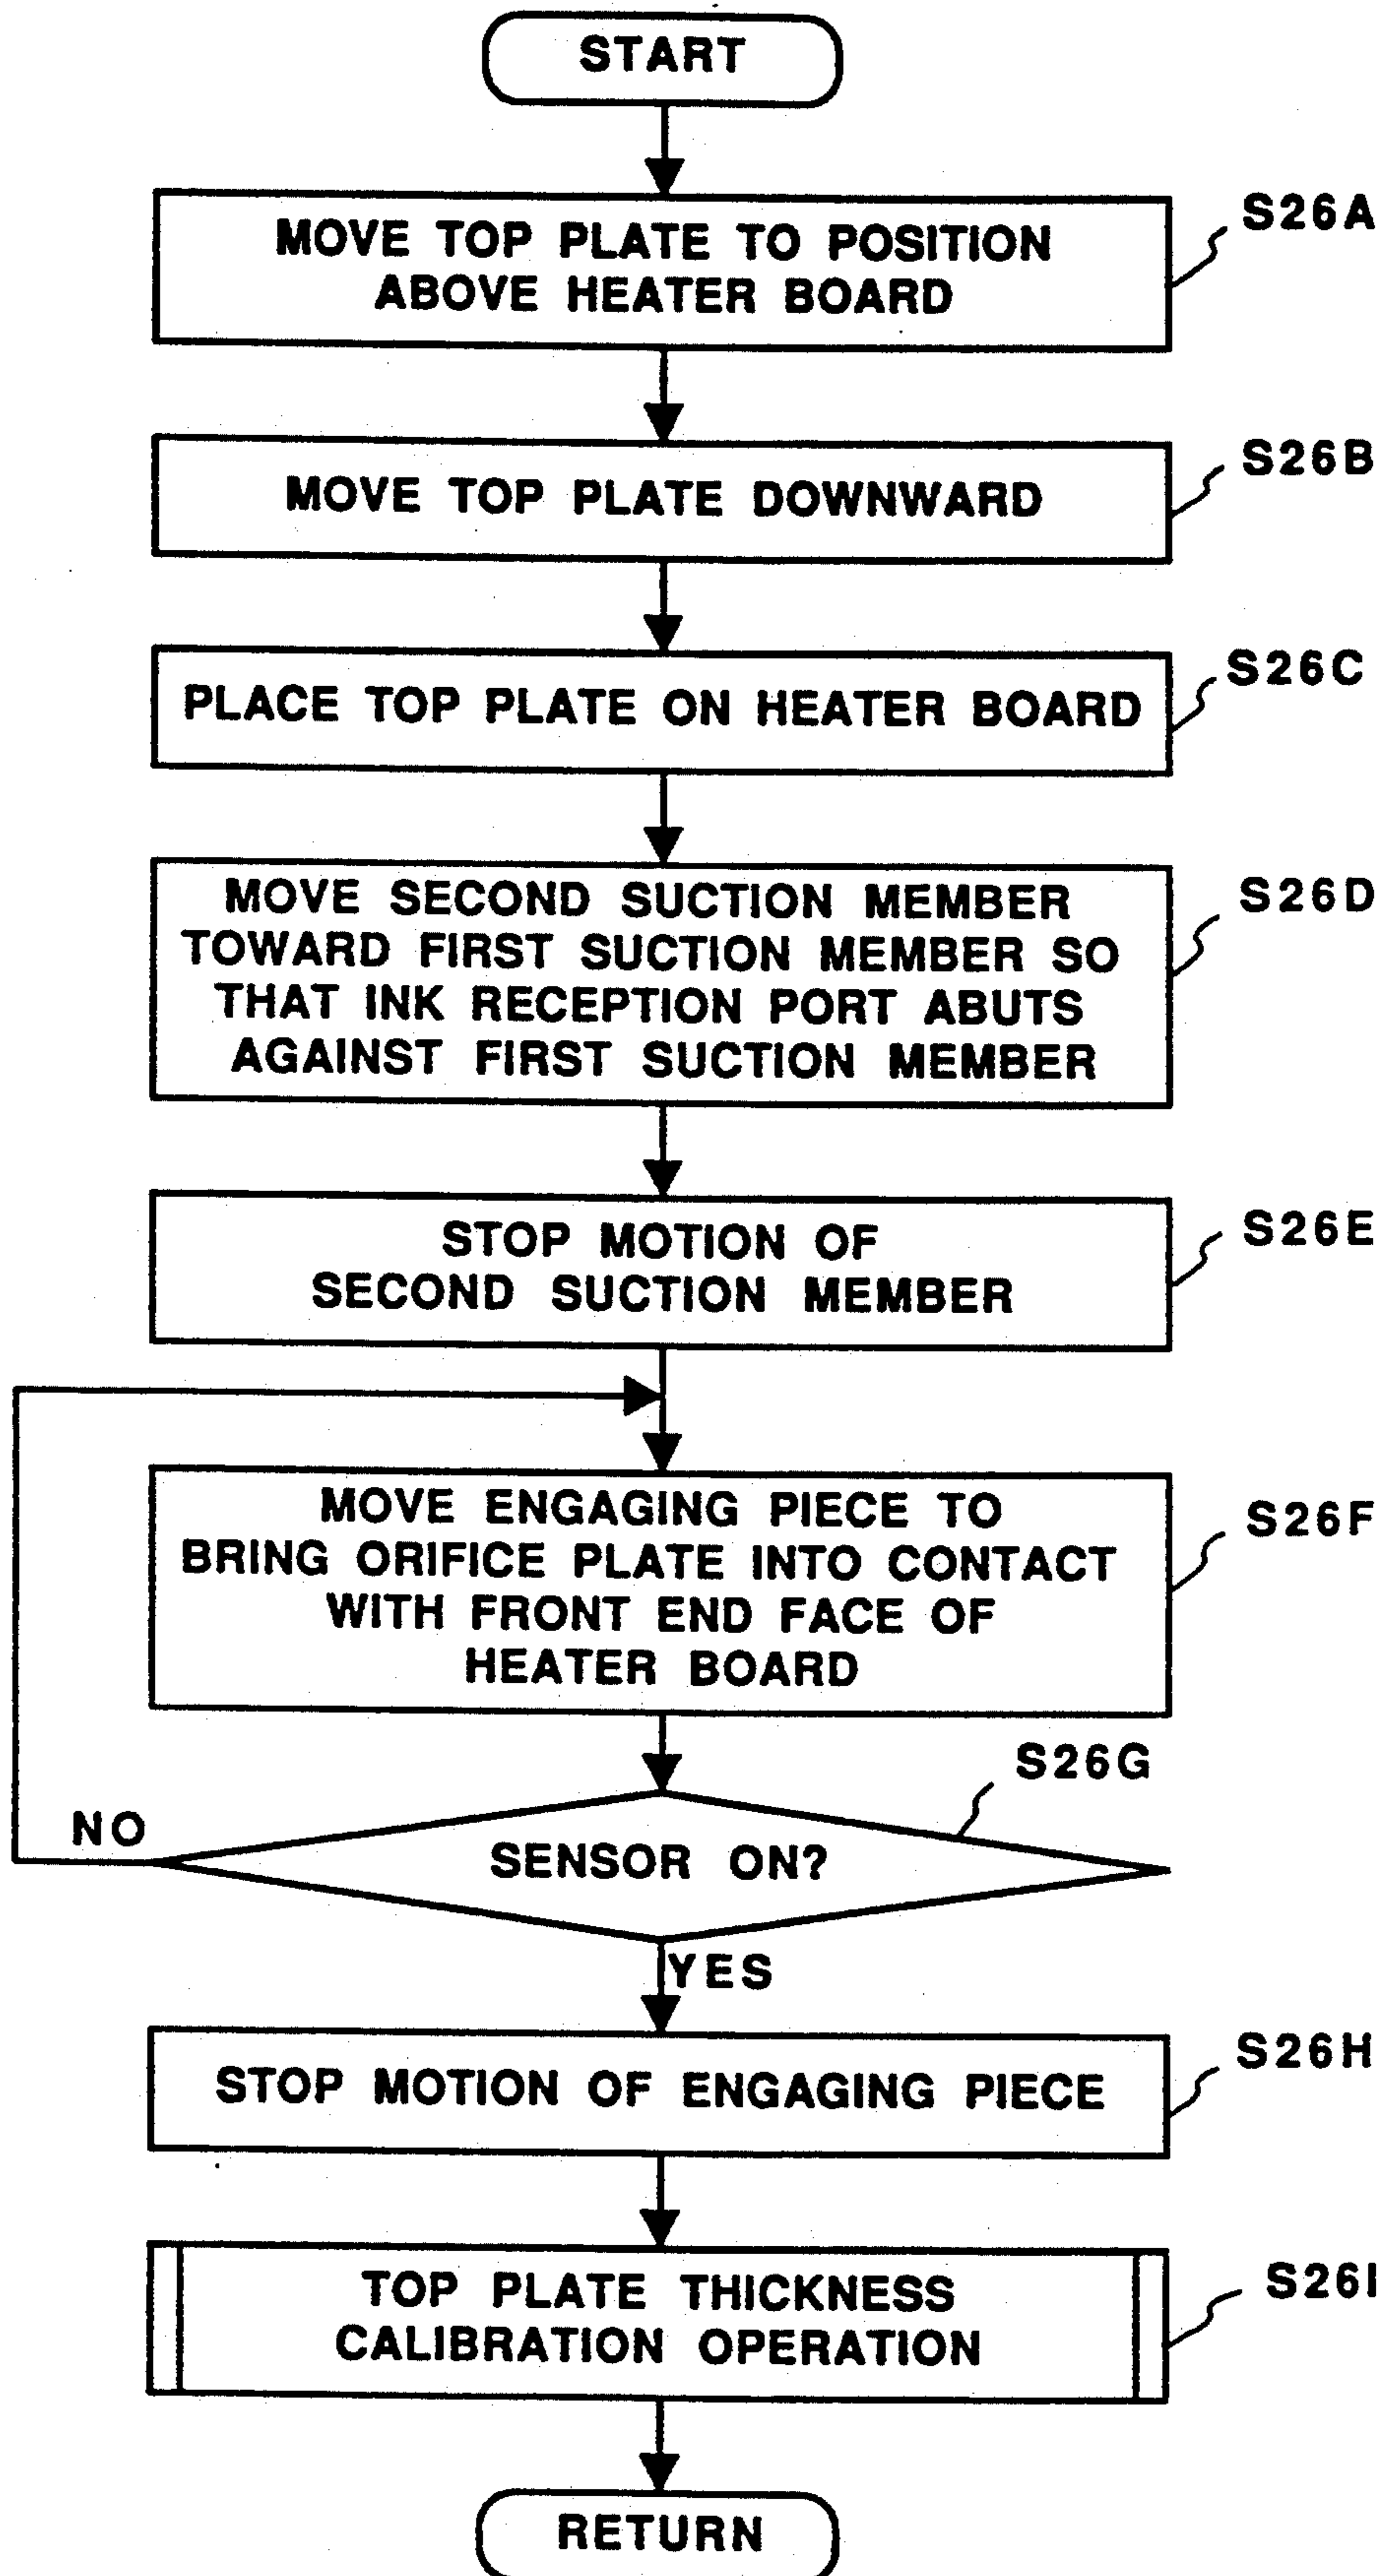 START
S26A
MOVE TOP PLATE TO POSITION
ABOVE HEATER BOARD
S26B
MOVE TOP PLATE DOWNWARD
S26C
PLACE TOP PLATE ON HEATER BOARD
S26D
MOVE SECOND SUCTION MEMBER
TOWARD FIRST SUCTION MEMBER SO
THAT INK RECEPTION PORT ABUTS
AGAINST FIRST SUCTION MEMBER
S26E
STOP MOTION OF
SECOND SUCTION MEMBER
S26F
MOVE ENGAGING PIECE TO
BRING ORIFICE PLATE INTO CONTACT
WITH FRONT END FACE OF
HEATER BOARD
S26G
NO
SENSOR ON?
YES
S26H
STOP MOTION OF ENGAGING PIECE
S26I
TOP PLATE THICKNESS
CALIBRATION OPERATION
RETURN